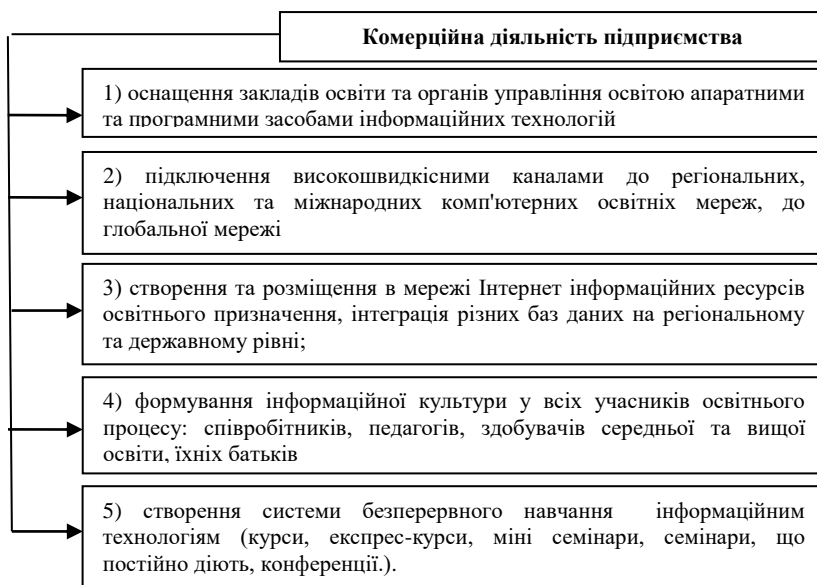 Комерційна діяльність підприємства
1) оснащення закладів освіти та органів управління освітою апаратними
та програмними засобами інформаційних технологій
2) підключення високошвидкісними каналами до регіональних,
національних та міжнародних комп'ютерних освітніх мереж, до
глобальної мережі
3) створення та розміщення в мережі Інтернет інформаційних ресурсів
освітнього призначення, інтеграція різних баз даних на регіональному
та державному рівні;
4) формування інформаційної культури у всіх учасників освітнього
процесу: співробітників, педагогів, здобувачів середньої та вищої
освіти, їхніх батьків
5) створення системи безперервного навчання інформаційним
технологіям (курси, експрес-курси, міні семінари, семінари, що
постійно діють, конференції.).